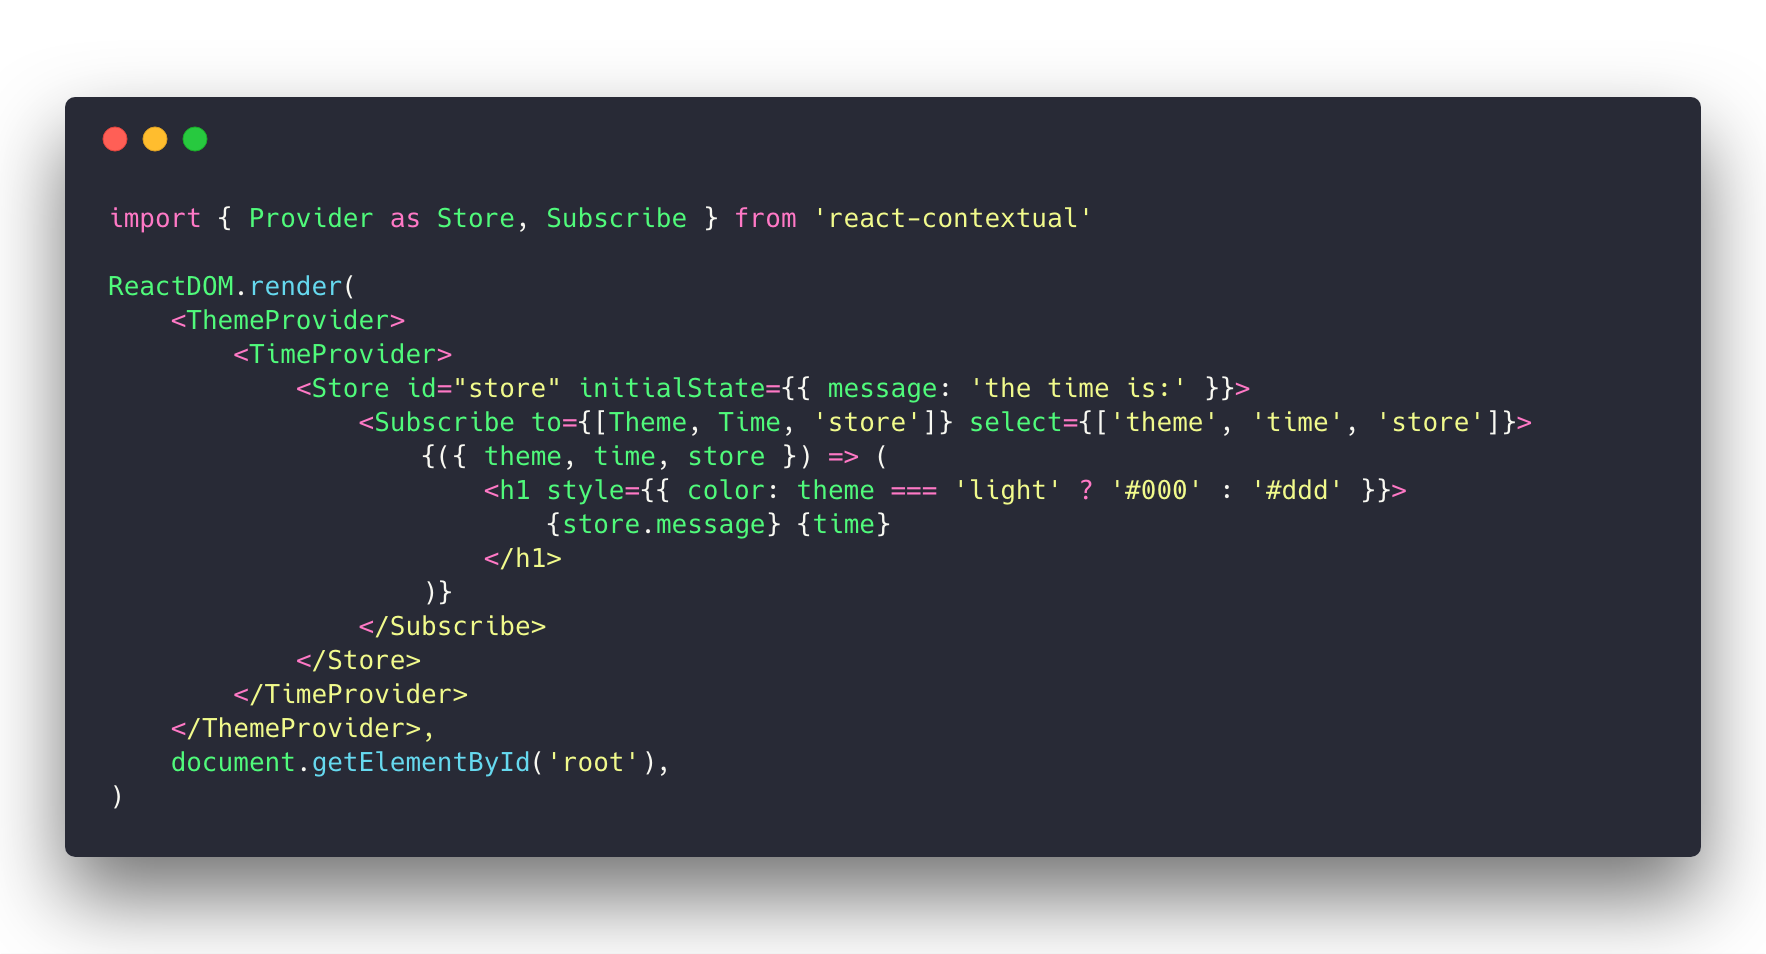 import { Provider as Store, Subscribe } from 'react-contextual'

ReactDOM.render(
    <ThemeProvider>
        <TimeProvider>
            <Store id="store" initialState={{ message: 'the time is:' }}>
                <Subscribe to={[Theme, Time, 'store']} select={['theme', 'time', 'store']}>
                    {({ theme, time, store }) => (
                        <h1 style={{ color: theme === 'light' ? '#000' : '#ddd' }}>
                            {store.message} {time}
                        </h1>
                    )}
                </Subscribe>
            </Store>
        </TimeProvider>
    </ThemeProvider>,
    document.getElementById('root'),
)